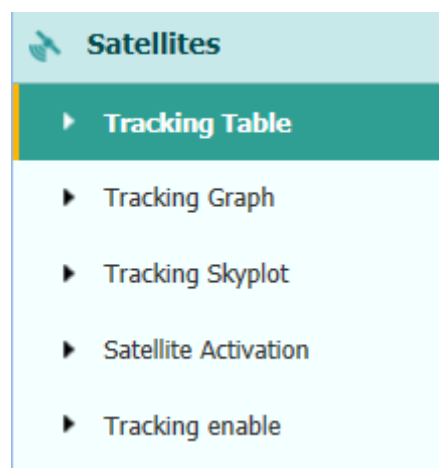 Satellites
Tracking Table
Tracking Graph
Tracking Skyplot
Satellite Activation
Tracking enable